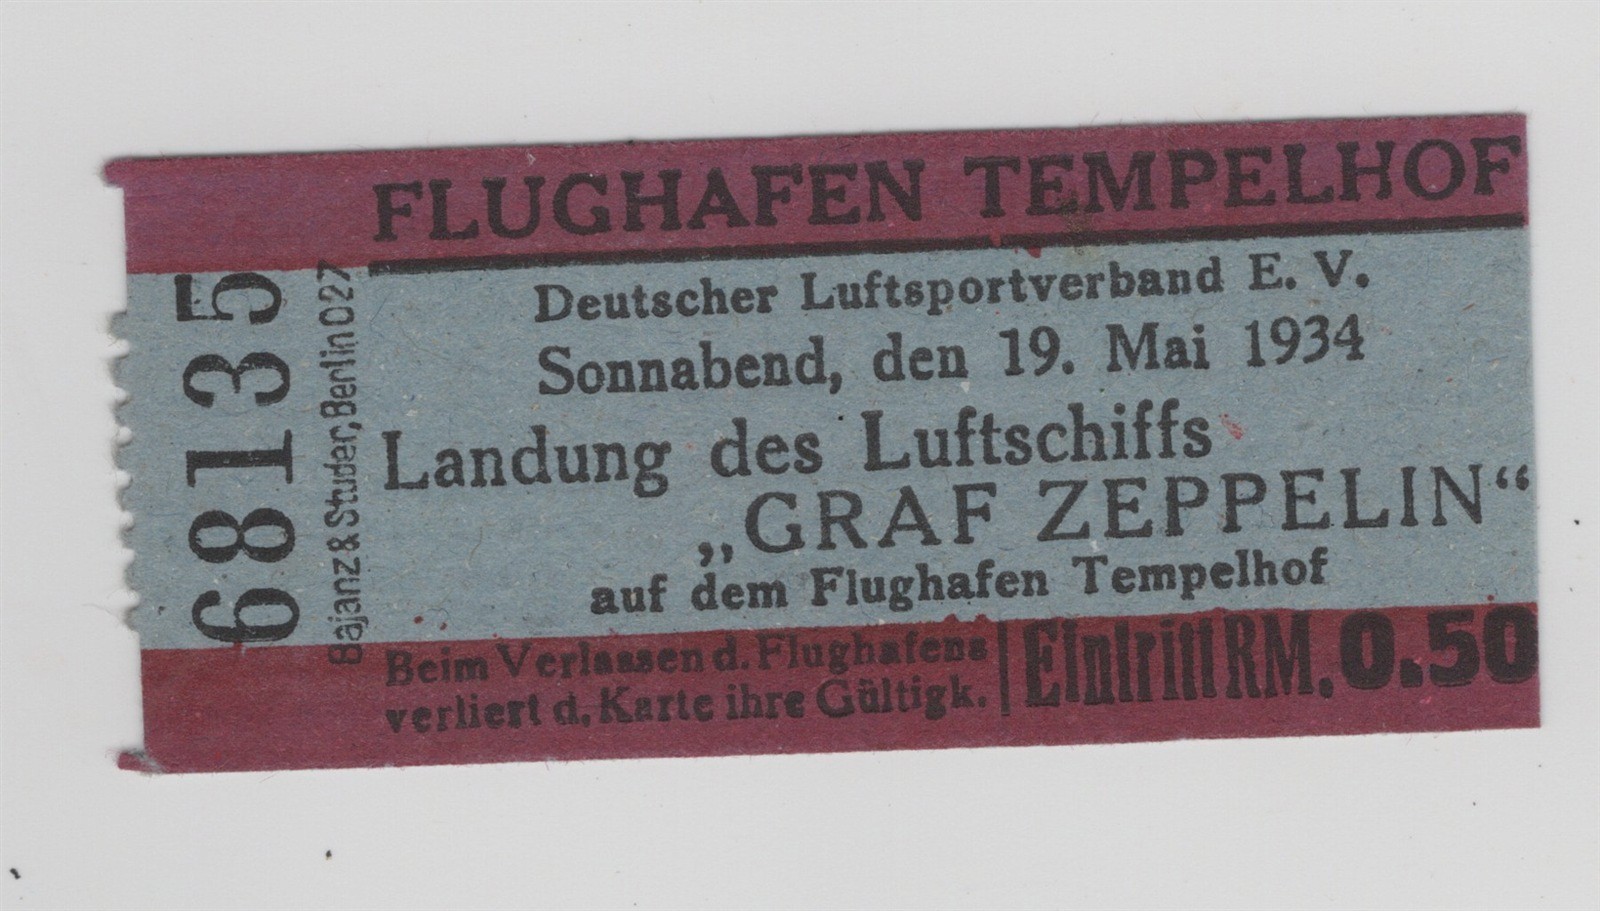 FLUGHAFEN TEMPELHOF
Deutscher Luftsportverband E. V.
Sonnabend, den 19. Mai 1934
Landung des Luftschiffs
„GRAF ZEPPELIN“
auf dem Flughafen Tempelhof
Beim Verlassen d. Flughafens
verliert d. Karte ihre Gültigk.
Eintritt RM. 0.50
68135
Bajanz & Studer, Berlin O27